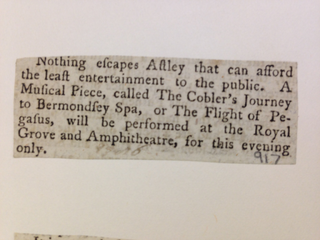 Nothing eſcapes Aſtley that can afford
the leaſt entertainment to the public. A
Muſical Piece, called The Cobler's Journey
to Bermondſey Spa, or The Flight of Pe-
gaſus, will be performed at the Royal
Grove and Amphitheatre, for this evening
only.
917